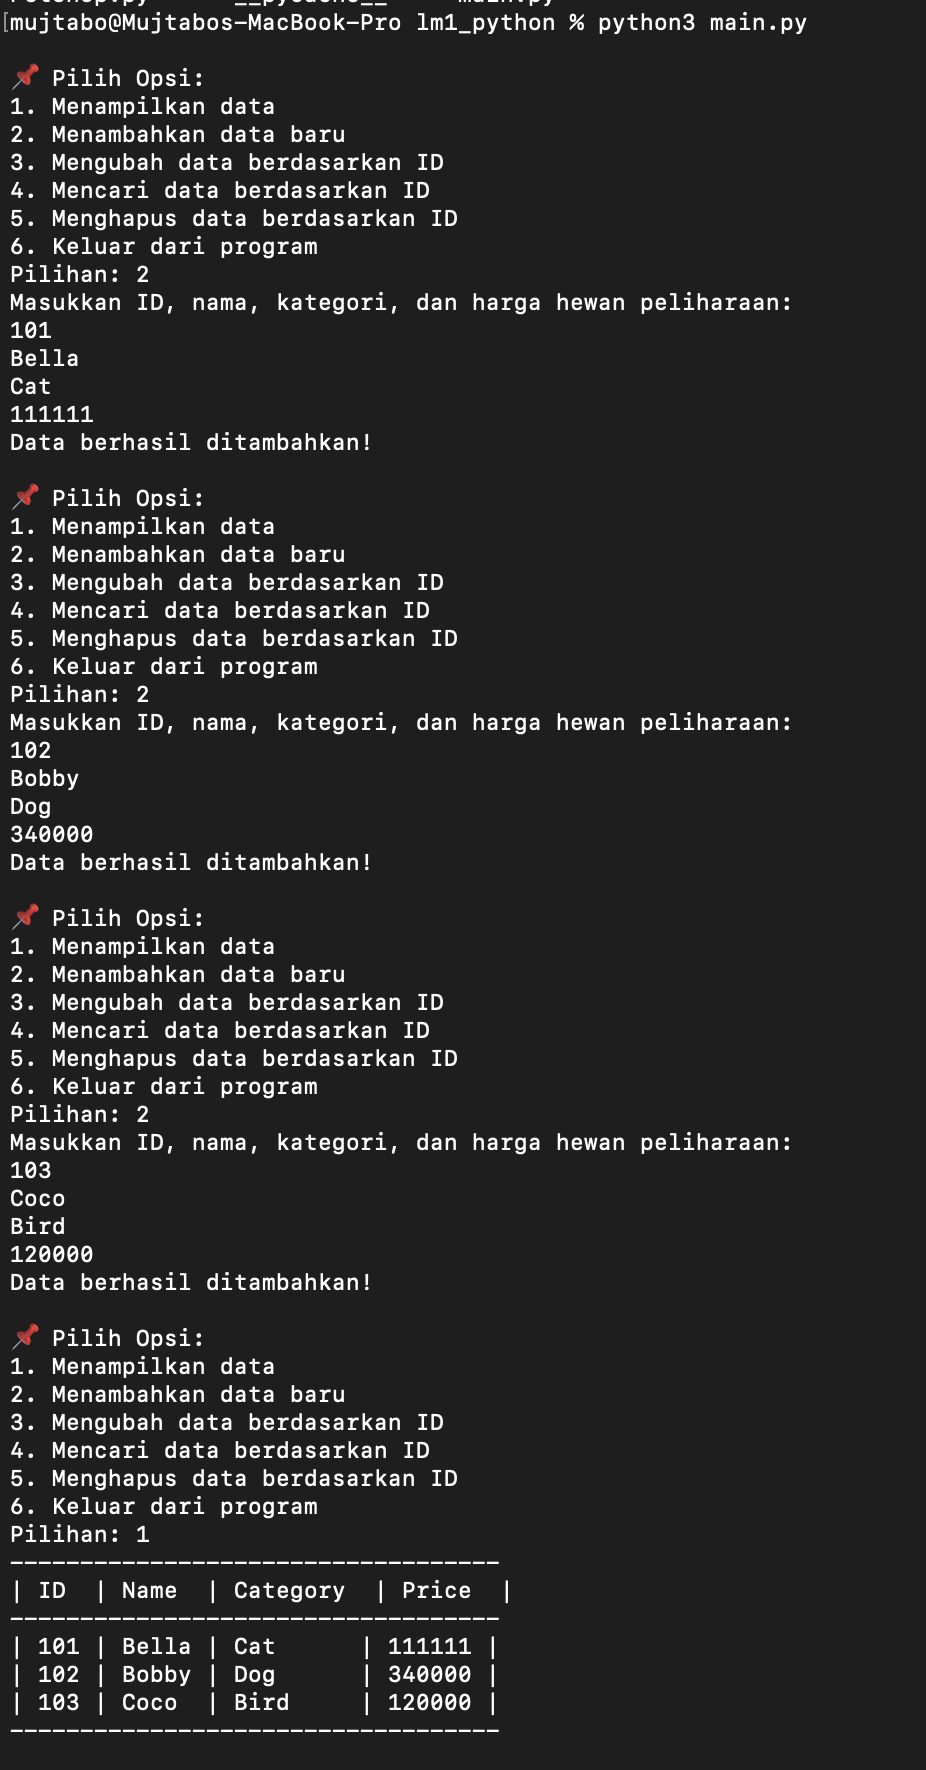 mujtabo@Mujtabos-MacBook-Pro lm1_python % python3 main.py
📌 Pilih Opsi:
1. Menampilkan data
2. Menambahkan data baru
3. Mengubah data berdasarkan ID
4. Mencari data berdasarkan ID
5. Menghapus data berdasarkan ID
6. Keluar dari program
Pilihan: 2
Masukkan ID, nama, kategori, dan harga hewan peliharaan:
101
Bella
Cat
111111
Data berhasil ditambahkan!
📌 Pilih Opsi:
1. Menampilkan data
2. Menambahkan data baru
3. Mengubah data berdasarkan ID
4. Mencari data berdasarkan ID
5. Menghapus data berdasarkan ID
6. Keluar dari program
Pilihan: 2
Masukkan ID, nama, kategori, dan harga hewan peliharaan:
102
Bobby
Dog
340000
Data berhasil ditambahkan!
📌 Pilih Opsi:
1. Menampilkan data
2. Menambahkan data baru
3. Mengubah data berdasarkan ID
4. Mencari data berdasarkan ID
5. Menghapus data berdasarkan ID
6. Keluar dari program
Pilihan: 2
Masukkan ID, nama, kategori, dan harga hewan peliharaan:
103
Coco
Bird
120000
Data berhasil ditambahkan!
📌 Pilih Opsi:
1. Menampilkan data
2. Menambahkan data baru
3. Mengubah data berdasarkan ID
4. Mencari data berdasarkan ID
5. Menghapus data berdasarkan ID
6. Keluar dari program
Pilihan: 1
-----------------------------------
| ID  | Name  | Category  | Price  |
-----------------------------------
| 101 | Bella | Cat      | 111111 |
| 102 | Bobby | Dog      | 340000 |
| 103 | Coco  | Bird     | 120000 |
-----------------------------------